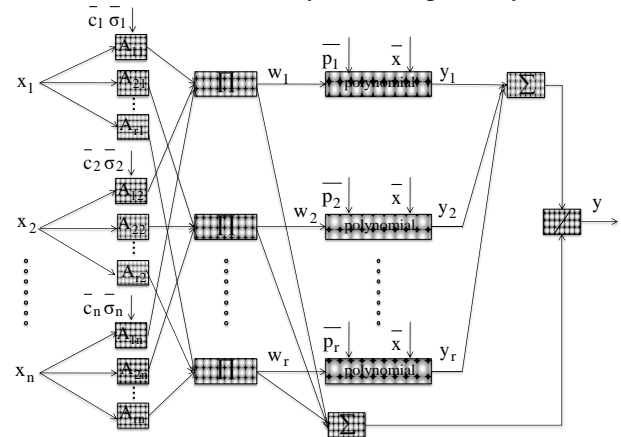 c̄1 σ̄1
A11
x1
A21
Ar1
Π
w1
p̄1 x̄
polynomial
y1
Σ
c̄2 σ̄2
A12
x2
A22
Ar2
Π
w2
p̄2 x̄
polynomial
y2
/
y
c̄n σ̄n
A1n
xn
A2n
Arn
Π
wr
p̄r x̄
polynomial
yr
Σ